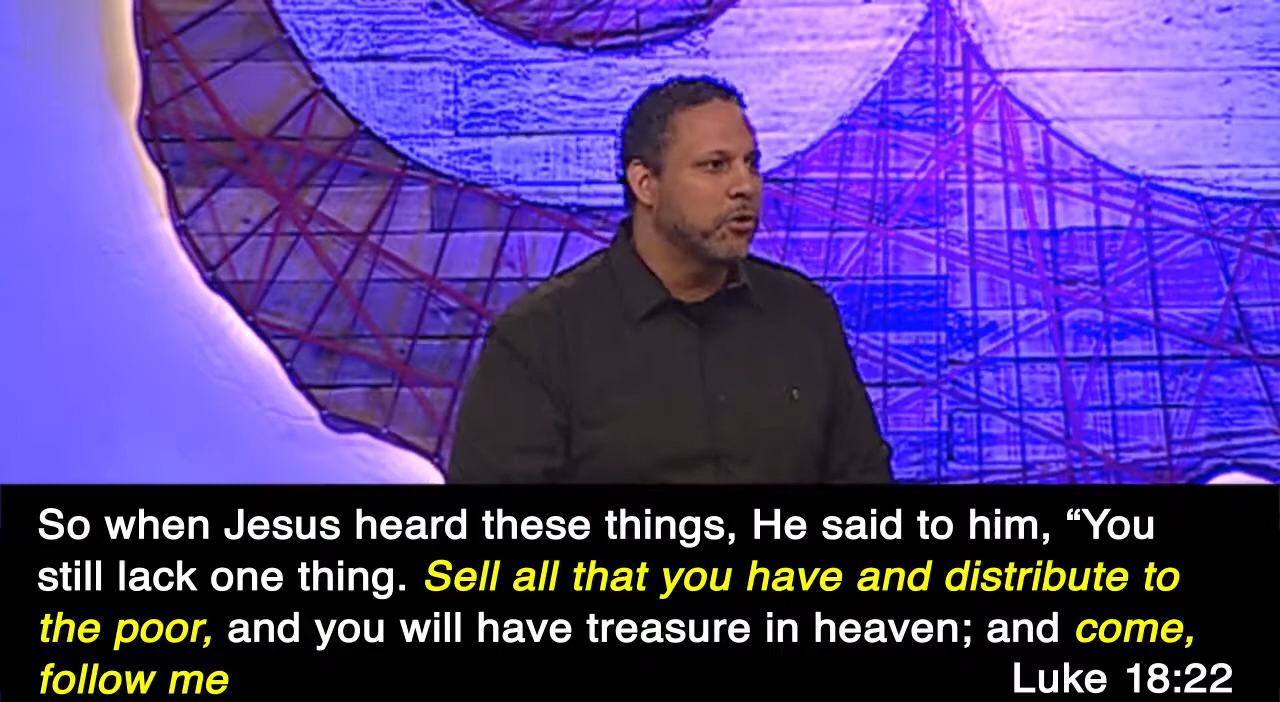 So when Jesus heard these things, He said to him, “You
still lack one thing. Sell all that you have and distribute to
the poor, and you will have treasure in heaven; and come,
follow me
Luke 18:22